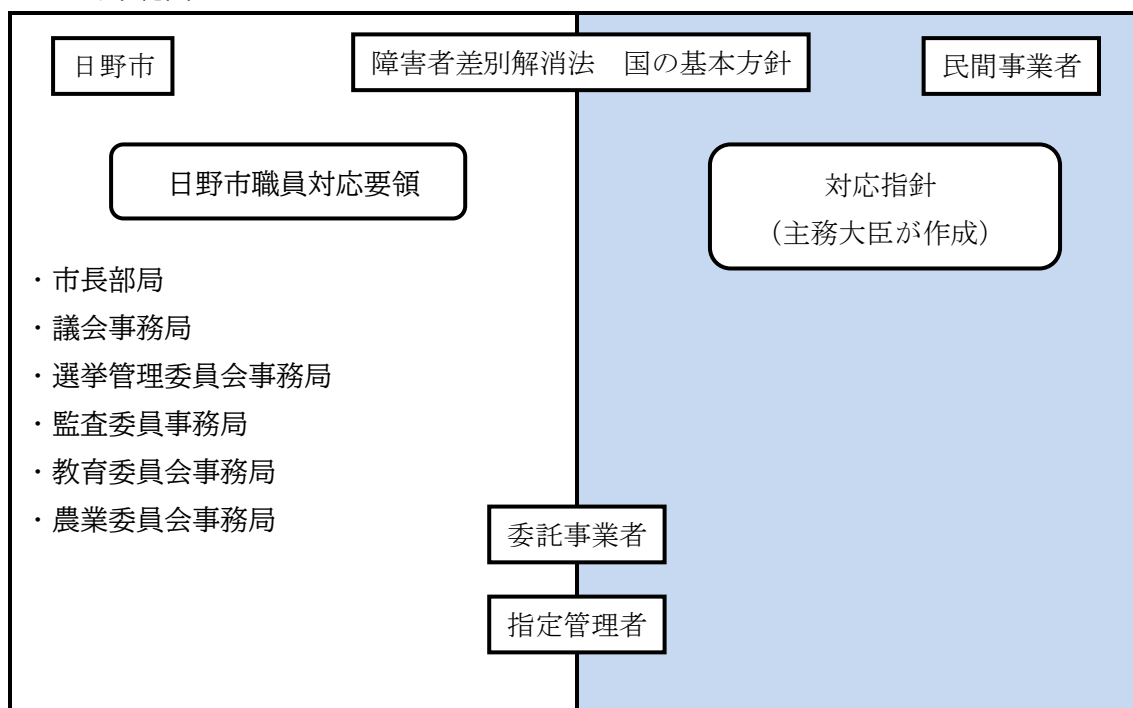 日野市
障害者差別解消法　国の基本方針
民間事業者
日野市職員対応要領
対応指針
（主務大臣が作成）
・市長部局
・議会事務局
・選挙管理委員会事務局
・監査委員事務局
・教育委員会事務局
・農業委員会事務局
委託事業者
指定管理者